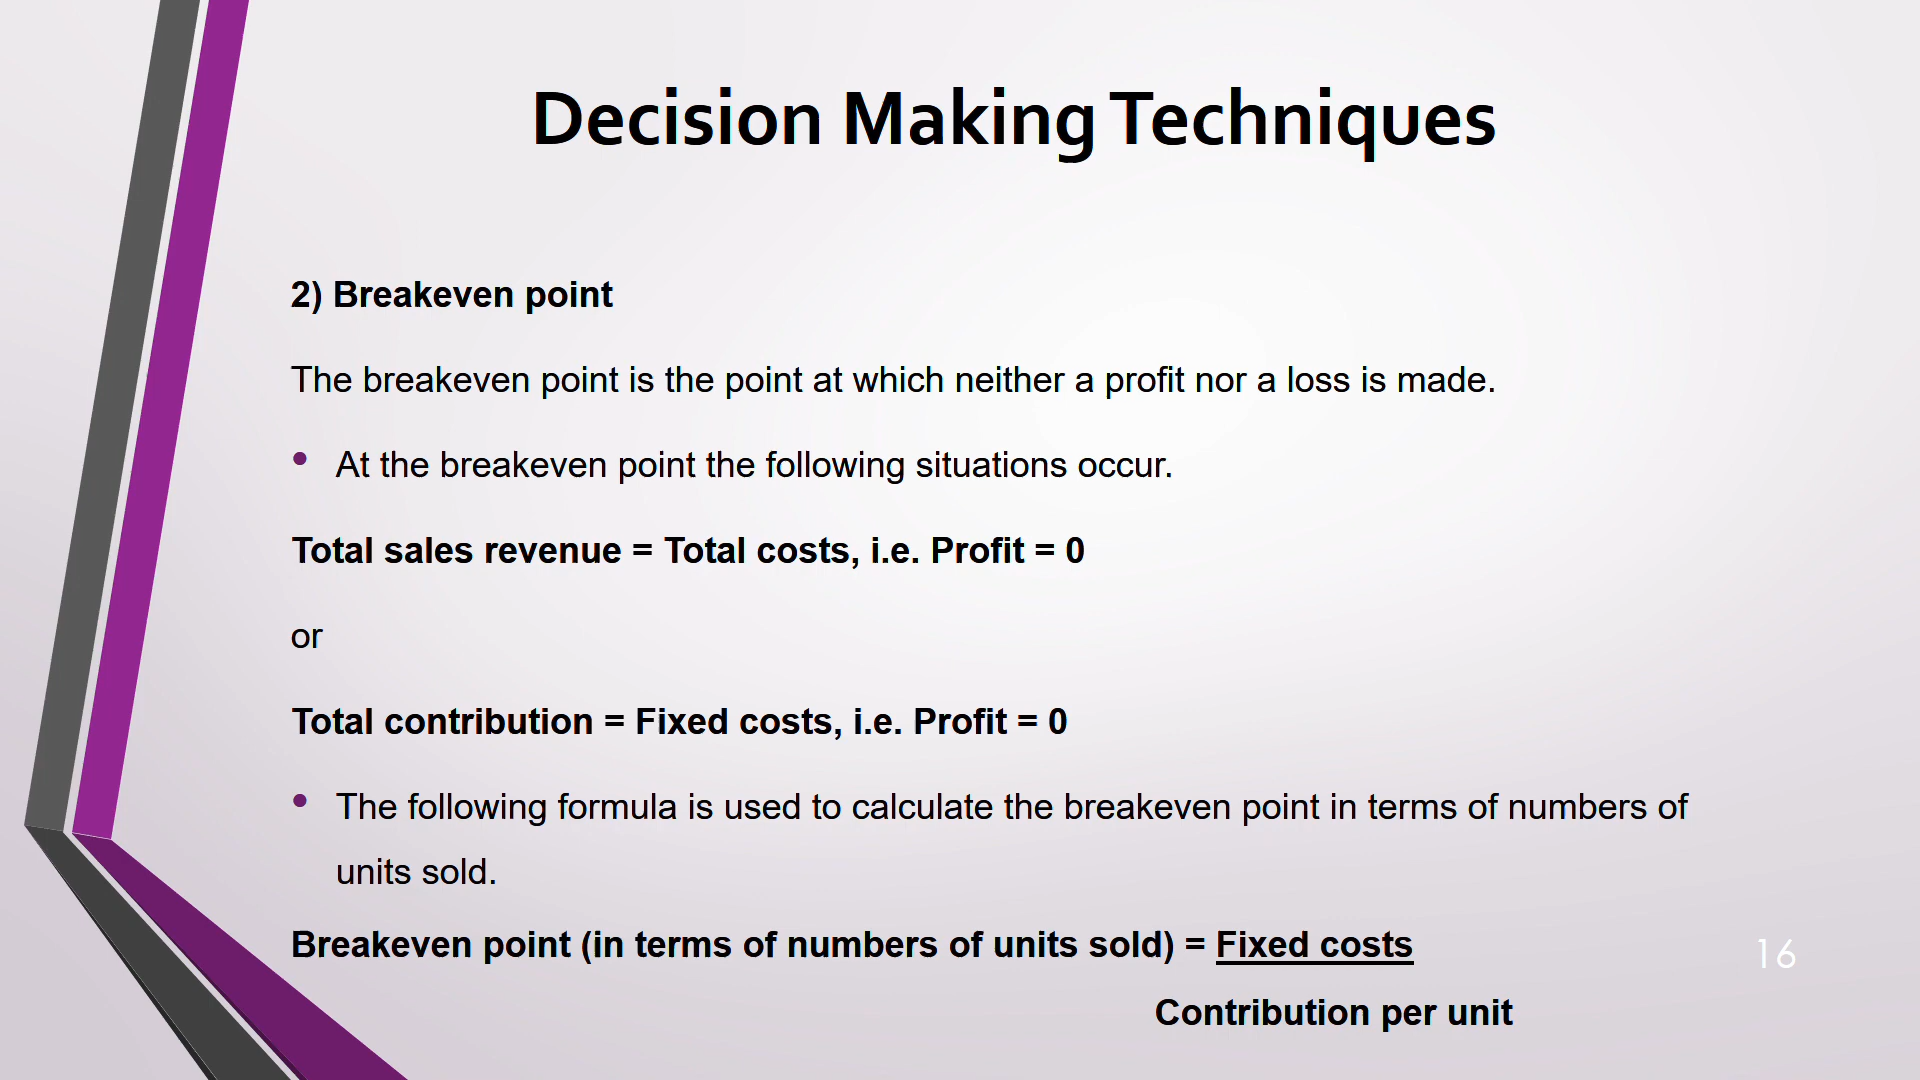 Decision Making Techniques
2) Breakeven point
The breakeven point is the point at which neither a profit nor a loss is made.
• At the breakeven point the following situations occur.
Total sales revenue = Total costs, i.e. Profit = 0
or
Total contribution = Fixed costs, i.e. Profit = 0
• The following formula is used to calculate the breakeven point in terms of numbers of
units sold.
Breakeven point (in terms of numbers of units sold) = Fixed costs
Contribution per unit
16